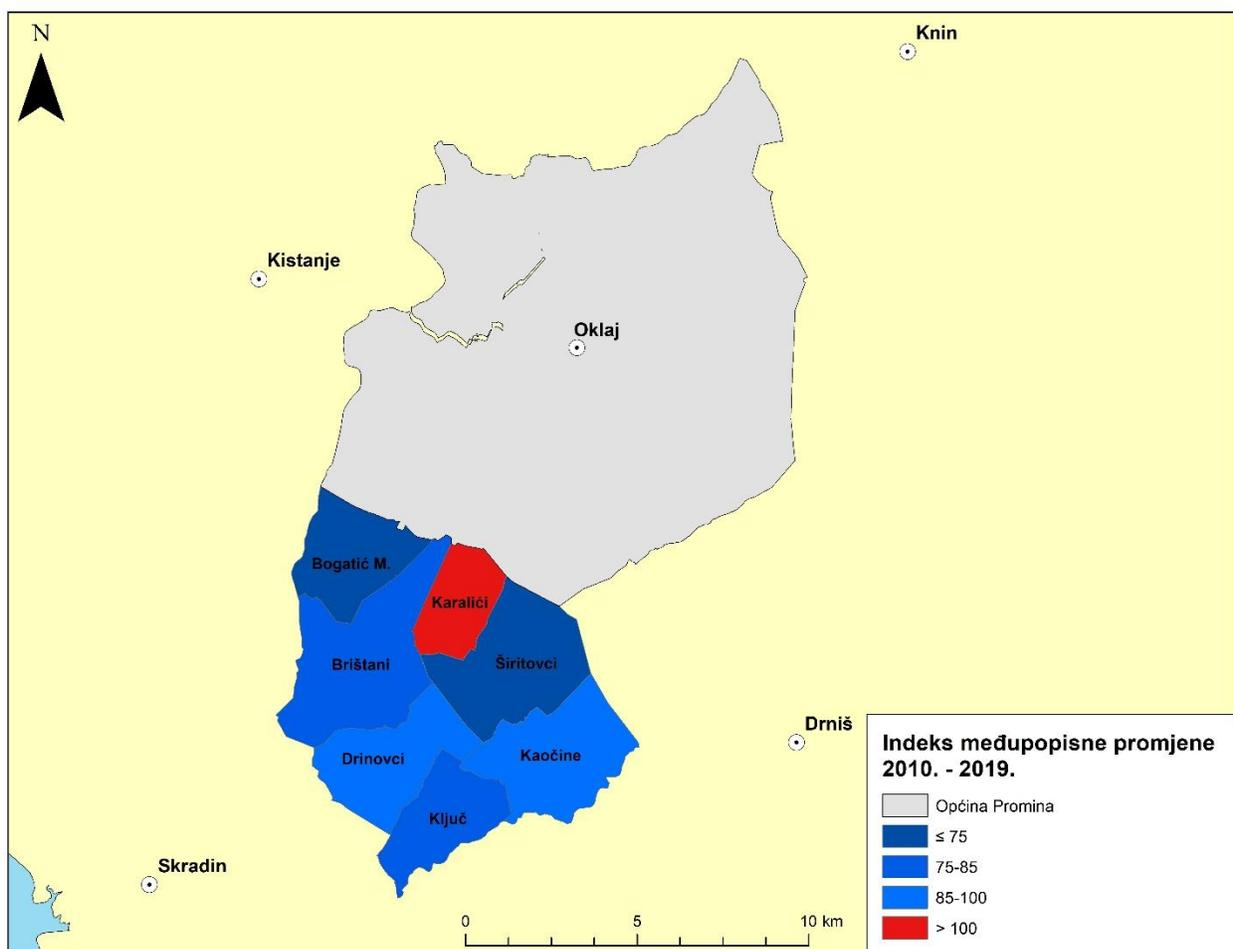 N
Knin
Kistanje
Oklaj
Bogatić M.
Karalići
Brištani
Širitovci
Drniš
Drinovci
Kaočine
Ključ
Skradin
Indeks međupopisne promjene
2010. - 2019.
Općina Promina
≤ 75
75-85
85-100
> 100
0 5 10 km